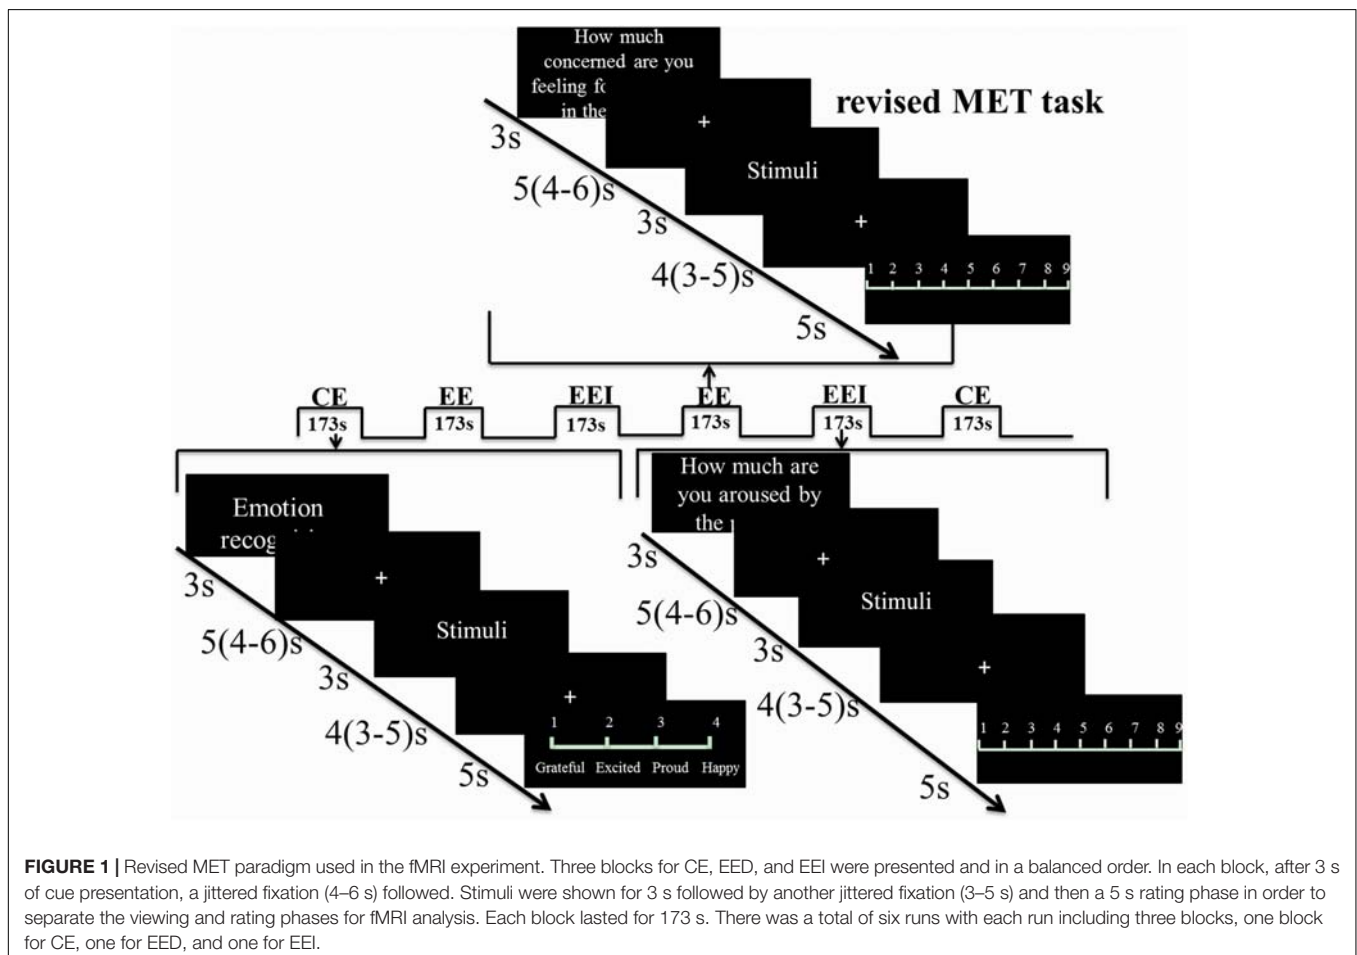 How much
concerned are you
feeling fo
in the
revised MET task
+
Stimuli
+
1 2 3 4 5 6 7 8 9
3s
5(4-6)s
3s
4(3-5)s
5s
CE EE EEI EE EEI CE
173s 173s 173s 173s 173s 173s
Emotion
recog
+
Stimuli
+
1 2 3 4
Grateful Excited Proud Happy
3s
5(4-6)s
3s
4(3-5)s
5s
How much are
you aroused by
the
+
Stimuli
+
1 2 3 4 5 6 7 8 9
3s
5(4-6)s
3s
4(3-5)s
5s
FIGURE 1 | Revised MET paradigm used in the fMRI experiment. Three blocks for CE, EED, and EEI were presented and in a balanced order. In each block, after 3 s
of cue presentation, a jittered fixation (4–6 s) followed. Stimuli were shown for 3 s followed by another jittered fixation (3–5 s) and then a 5 s rating phase in order to
separate the viewing and rating phases for fMRI analysis. Each block lasted for 173 s. There was a total of six runs with each run including three blocks, one block
for CE, one for EED, and one for EEI.